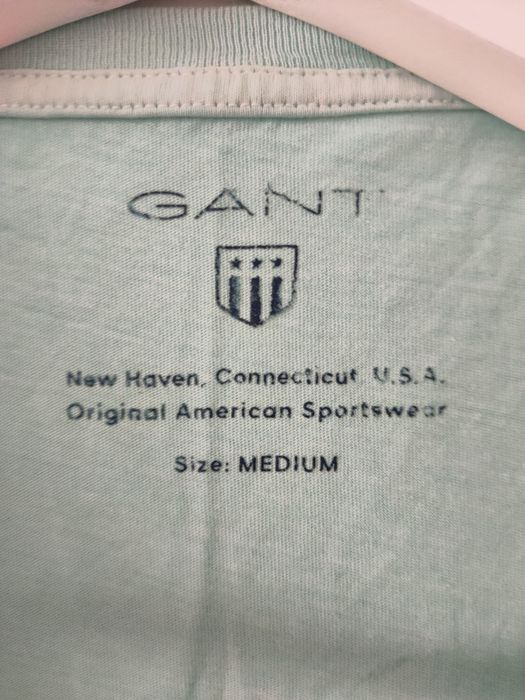 GANT
New Haven, Connecticut U.S.A.
Original American Sportswear
Size: MEDIUM